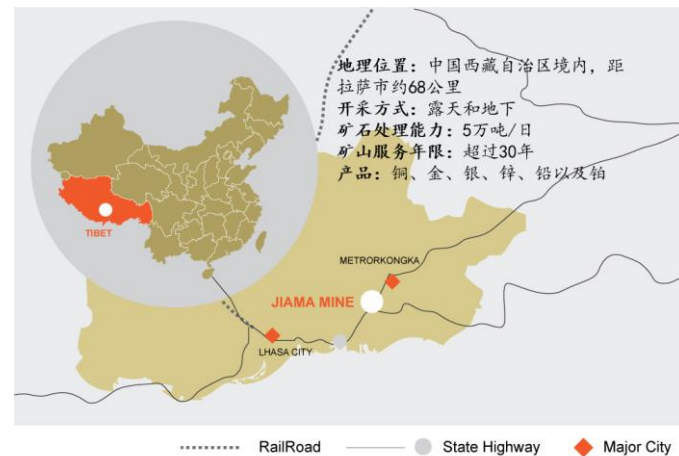 地理位置：中国西藏自治区境内，距
拉萨市约68公里
开采方式：露天和地下
矿石处理能力：5万吨/日
矿山服务年限：超过30年
产品：铜、金、银、锌、铅以及铂
TIBET
METRORKONGKA
JIAMA MINE
LHASA CITY
RailRoad
State Highway
Major City